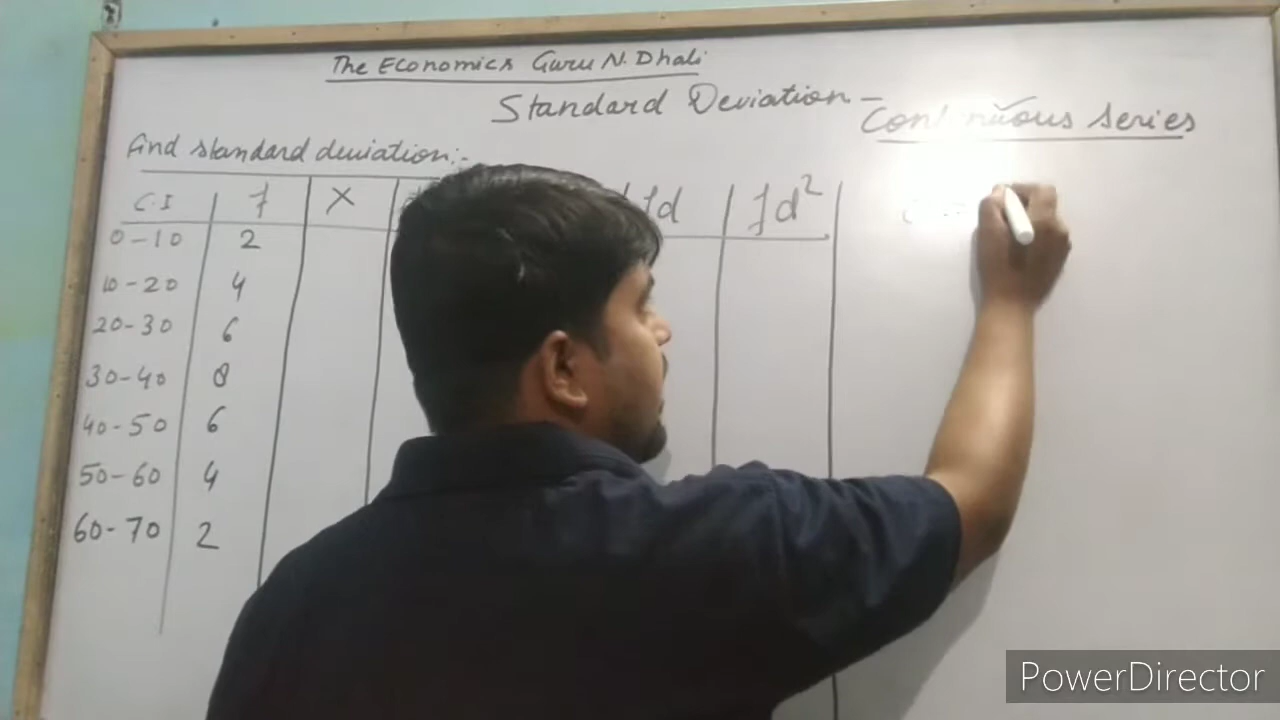 The Economics Guru N. Dhali
Standard Deviation - Continuous series
Find standard deviation:-
C.I f X fd fd²
0-10 2
10-20 4
20-30 6
30-40 8
40-50 6
50-60 4
60-70 2
PowerDirector